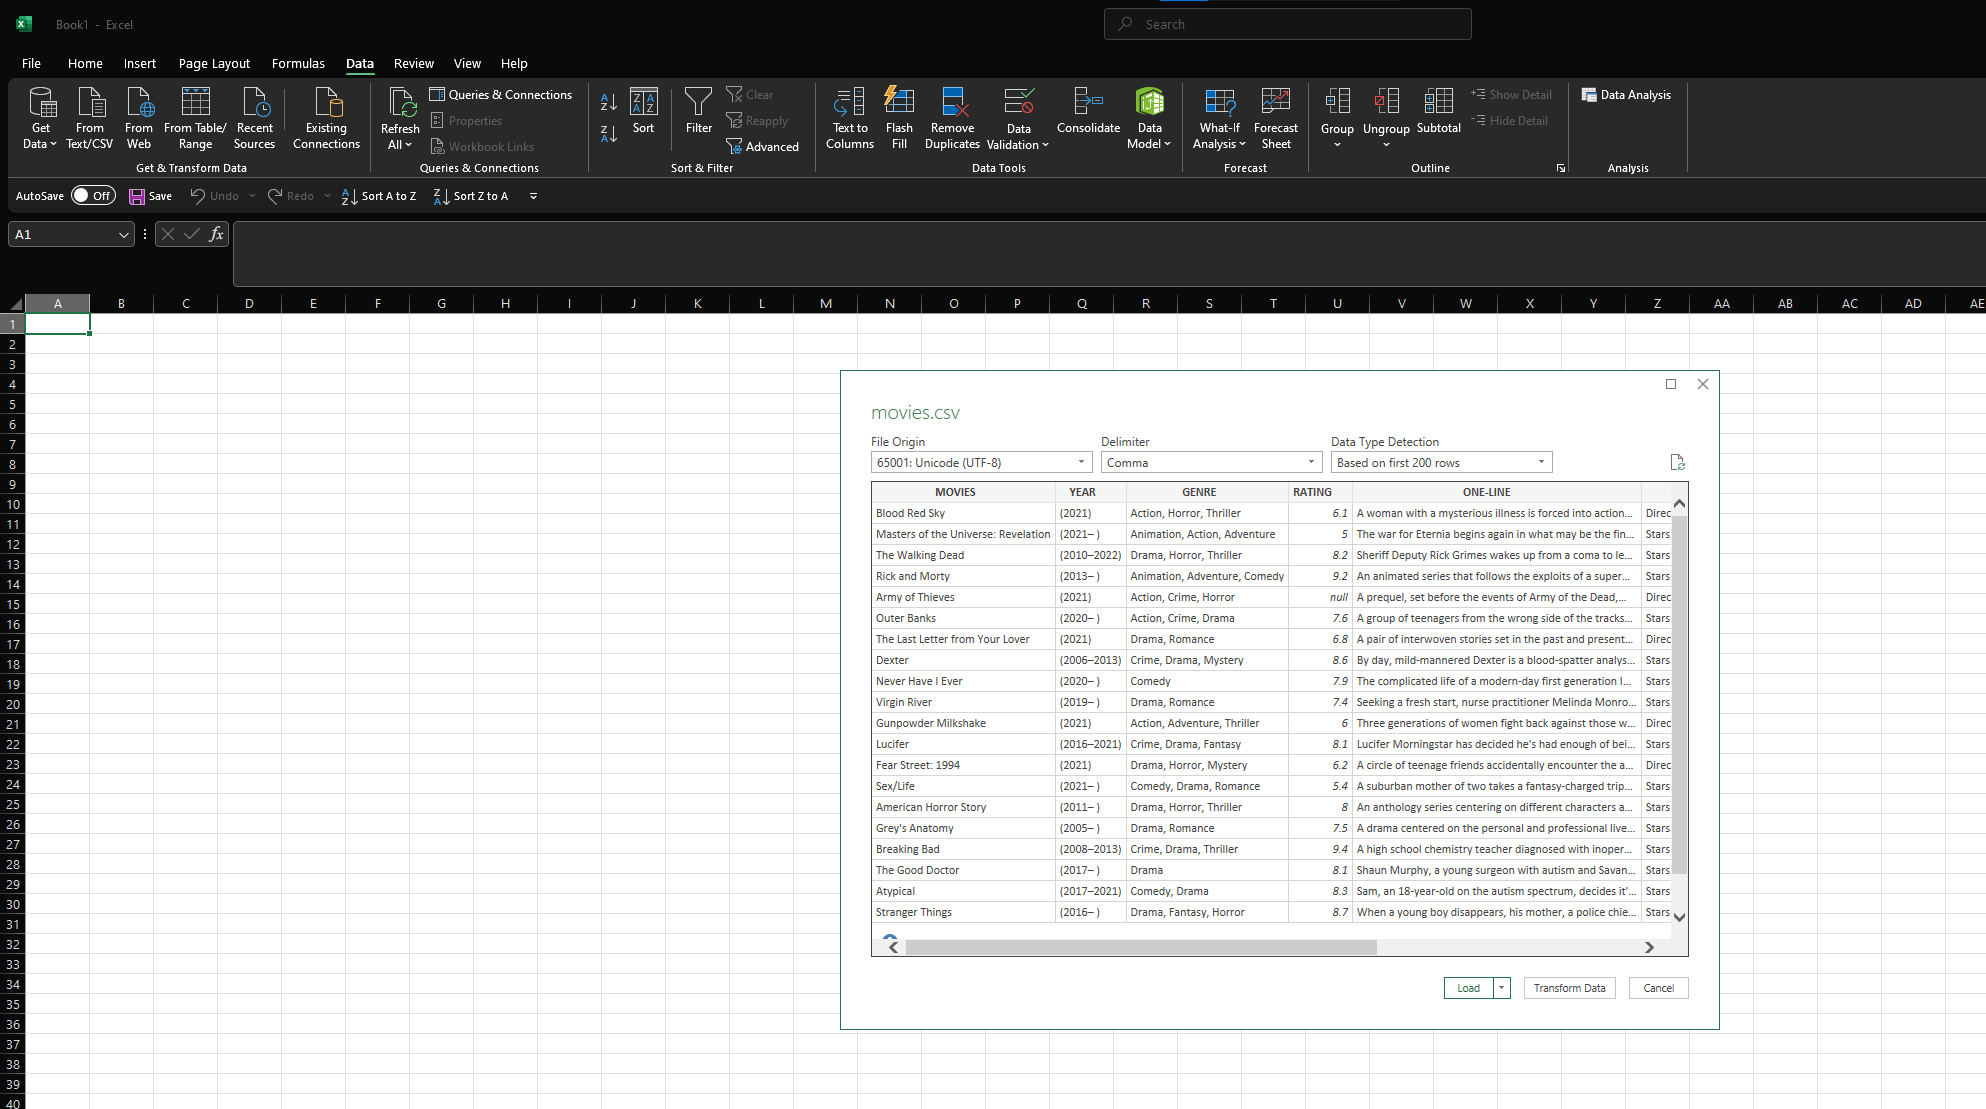 Book1 - Excel
Search
File Home Insert Page Layout Formulas Data Review View Help
Get Data
From Text/CSV
From Web
From Table/ Range
Recent Sources
Existing Connections
Get & Transform Data
Refresh All
Queries & Connections
Properties
Workbook Links
Queries & Connections
Sort
Filter
Clear
Reapply
Advanced
Sort & Filter
Text to Columns
Flash Fill
Remove Duplicates
Data Validation
Consolidate
Data Model
Data Tools
What-If Analysis
Forecast Sheet
Forecast
Group
Ungroup
Subtotal
Show Detail
Hide Detail
Outline
Data Analysis
Analysis
AutoSave Off Save Undo Redo Sort A to Z Sort Z to A
A1 fx
A B C D E F G H I J K L M N O P Q R S T U V W X Y Z AA AB AC AD AE
1
2
3
4
5
6
7
8
9
10
11
12
13
14
15
16
17
18
19
20
21
22
23
24
25
26
27
28
29
30
31
32
33
34
35
36
37
38
39
40
movies.csv
File Origin Delimiter Data Type Detection
65001: Unicode (UTF-8) Comma Based on first 200 rows
MOVIES YEAR GENRE RATING ONE-LINE
Blood Red Sky (2021) Action, Horror, Thriller 6.1 A woman with a mysterious illness is forced into action... Direc
Masters of the Universe: Revelation (2021– ) Animation, Action, Adventure 5 The war for Eternia begins again in what may be the fin... Stars
The Walking Dead (2010–2022) Drama, Horror, Thriller 8.2 Sheriff Deputy Rick Grimes wakes up from a coma to le... Stars
Rick and Morty (2013– ) Animation, Adventure, Comedy 9.2 An animated series that follows the exploits of a super... Stars
Army of Thieves (2021) Action, Crime, Horror null A prequel, set before the events of Army of the Dead,... Direc
Outer Banks (2020– ) Action, Crime, Drama 7.6 A group of teenagers from the wrong side of the tracks... Stars
The Last Letter from Your Lover (2021) Drama, Romance 6.8 A pair of interwoven stories set in the past and present... Direc
Dexter (2006–2013) Crime, Drama, Mystery 8.6 By day, mild-mannered Dexter is a blood-spatter analys... Stars
Never Have I Ever (2020– ) Comedy 7.9 The complicated life of a modern-day first generation I... Stars
Virgin River (2019– ) Drama, Romance 7.4 Seeking a fresh start, nurse practitioner Melinda Monro... Stars
Gunpowder Milkshake (2021) Action, Adventure, Thriller 6 Three generations of women fight back against those w... Direc
Lucifer (2016–2021) Crime, Drama, Fantasy 8.1 Lucifer Morningstar has decided he's had enough of bei... Stars
Fear Street: 1994 (2021) Drama, Horror, Mystery 6.2 A circle of teenage friends accidentally encounter the a... Direc
Sex/Life (2021– ) Comedy, Drama, Romance 5.4 A suburban mother of two takes a fantasy-charged trip... Stars
American Horror Story (2011– ) Drama, Horror, Thriller 8 An anthology series centering on different characters a... Stars
Grey's Anatomy (2005– ) Drama, Romance 7.5 A drama centered on the personal and professional live... Stars
Breaking Bad (2008–2013) Crime, Drama, Thriller 9.4 A high school chemistry teacher diagnosed with inoper... Stars
The Good Doctor (2017– ) Drama 8.1 Shaun Murphy, a young surgeon with autism and Savan... Stars
Atypical (2017–2021) Comedy, Drama 8.3 Sam, an 18-year-old on the autism spectrum, decides it'... Stars
Stranger Things (2016– ) Drama, Fantasy, Horror 8.7 When a young boy disappears, his mother, a police chie... Stars
Load Transform Data Cancel